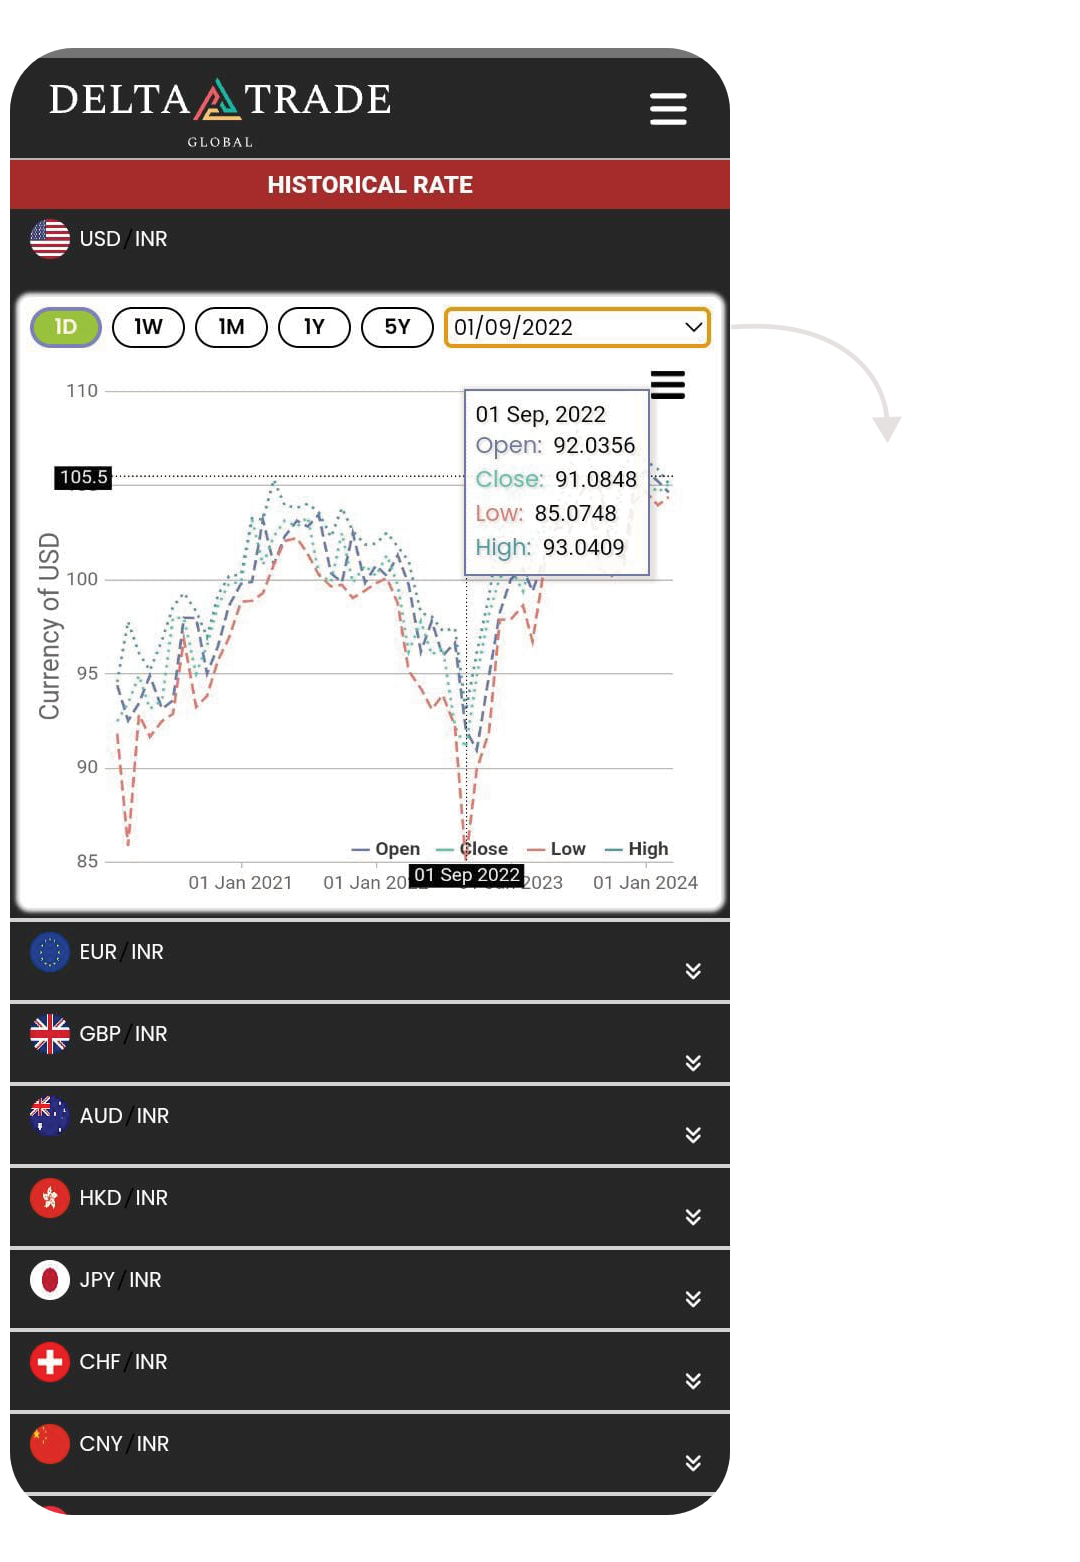 DELTA TRADE
GLOBAL
HISTORICAL RATE
USD/INR
1D 1W 1M 1Y 5Y 01/09/2022
110
01 Sep, 2022
Open: 92.0356
105.5
Close: 91.0848
Low: 85.0748
High: 93.0409
100
Currency of USD
95
90
85
Open Close Low High
01 Jan 2021 01 Jan 01 Sep 2022 2023 01 Jan 2024
EUR/INR
GBP/INR
AUD/INR
HKD/INR
JPY/INR
CHF/INR
CNY/INR